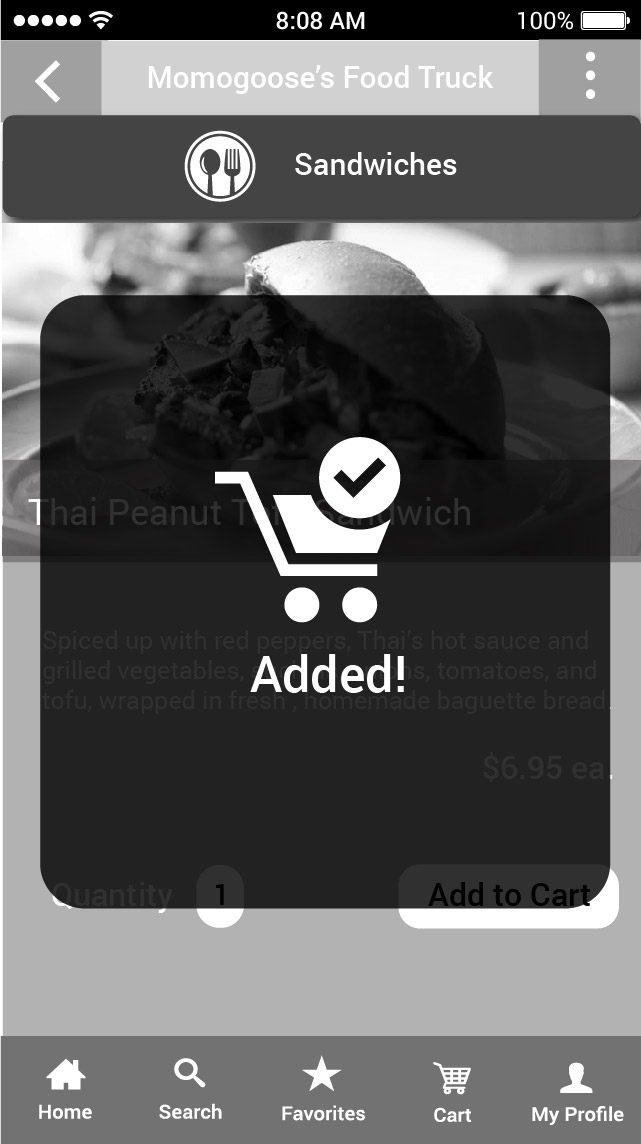 8:08 AM 100%
Momogoose's Food Truck
Sandwiches
Thai Peanut Tofu Sandwich
Spiced up with red peppers, Thai's hot sauce and
grilled vegetables, tomatoes, and
tofu, wrapped in fresh , homemade baguette bread.
Added!
$6.95 ea.
Quantity 1 Add to Cart
Home Search Favorites Cart My Profile